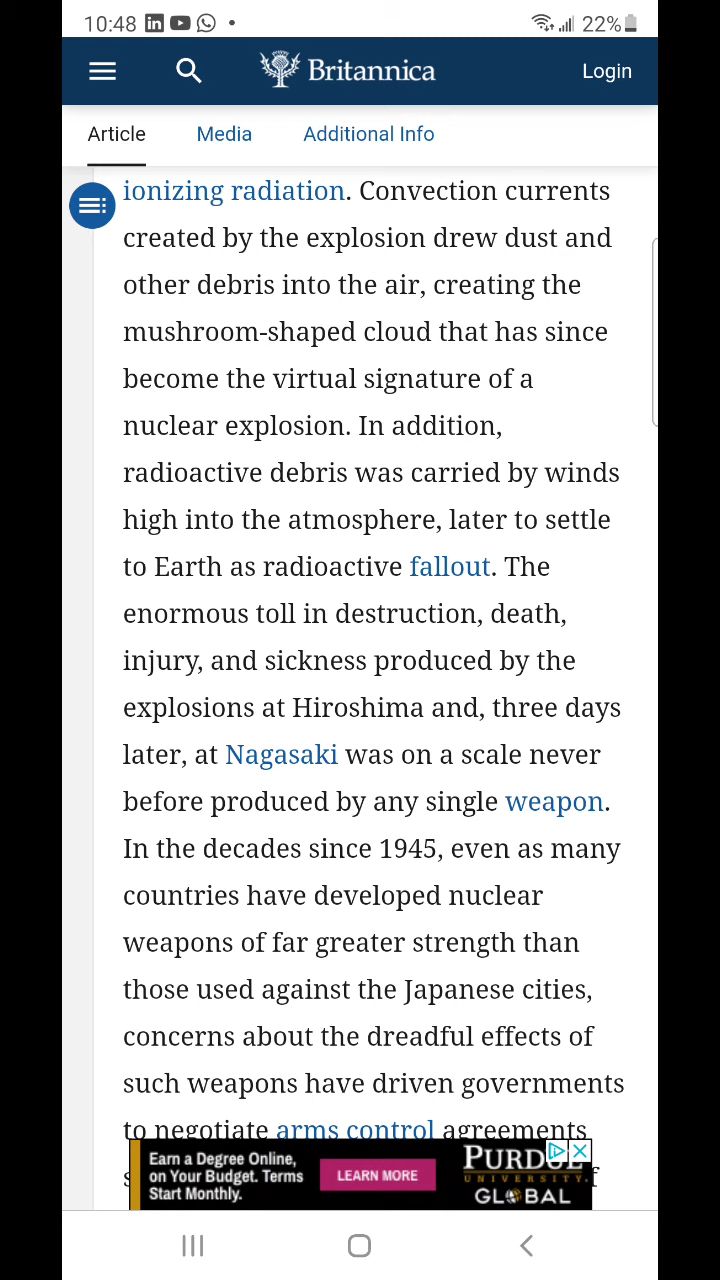 10:48 22%
Britannica Login
Article Media Additional Info
ionizing radiation. Convection currents
created by the explosion drew dust and
other debris into the air, creating the
mushroom-shaped cloud that has since
become the virtual signature of a
nuclear explosion. In addition,
radioactive debris was carried by winds
high into the atmosphere, later to settle
to Earth as radioactive fallout. The
enormous toll in destruction, death,
injury, and sickness produced by the
explosions at Hiroshima and, three days
later, at Nagasaki was on a scale never
before produced by any single weapon.
In the decades since 1945, even as many
countries have developed nuclear
weapons of far greater strength than
those used against the Japanese cities,
concerns about the dreadful effects of
such weapons have driven governments
to negotiate arms control agreements
Earn a Degree Online,
on your Budget. Terms
Start Monthly.
LEARN MORE
PURDUE
UNIVERSITY
GLOBAL